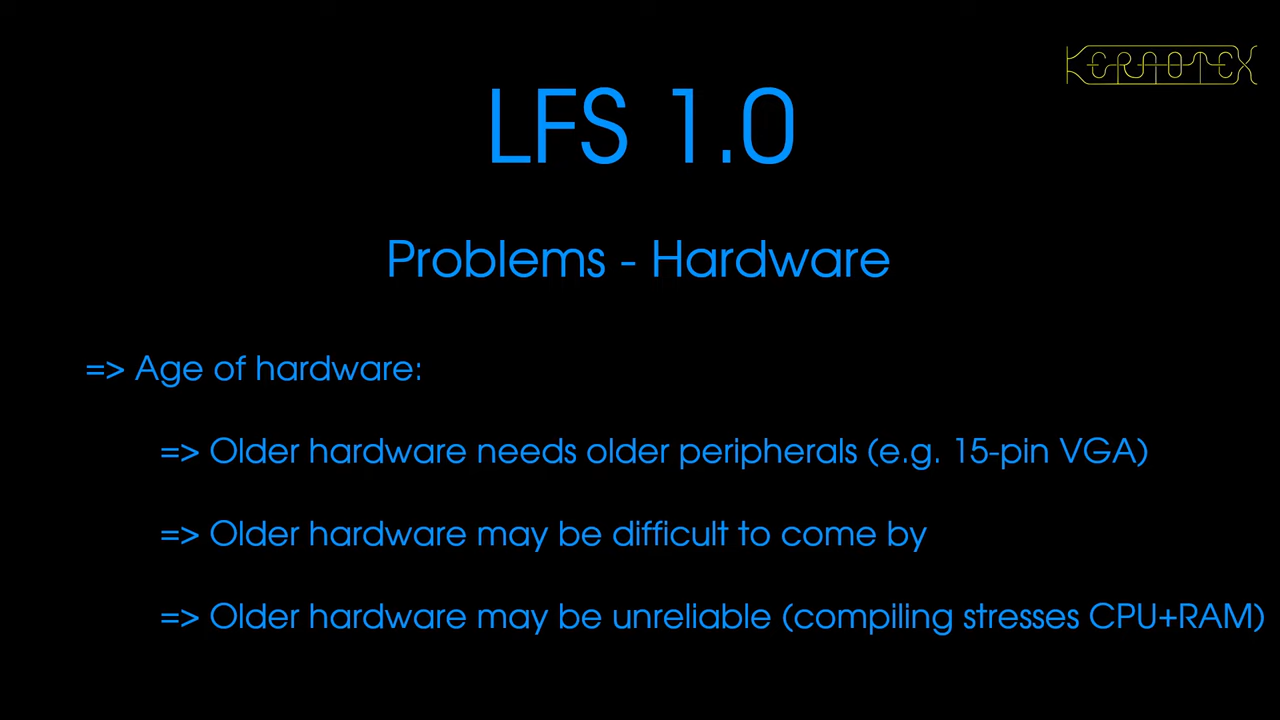 KERNOTEX
LFS 1.0
Problems - Hardware
=> Age of hardware:
=> Older hardware needs older peripherals (e.g. 15-pin VGA)
=> Older hardware may be difficult to come by
=> Older hardware may be unreliable (compiling stresses CPU+RAM)